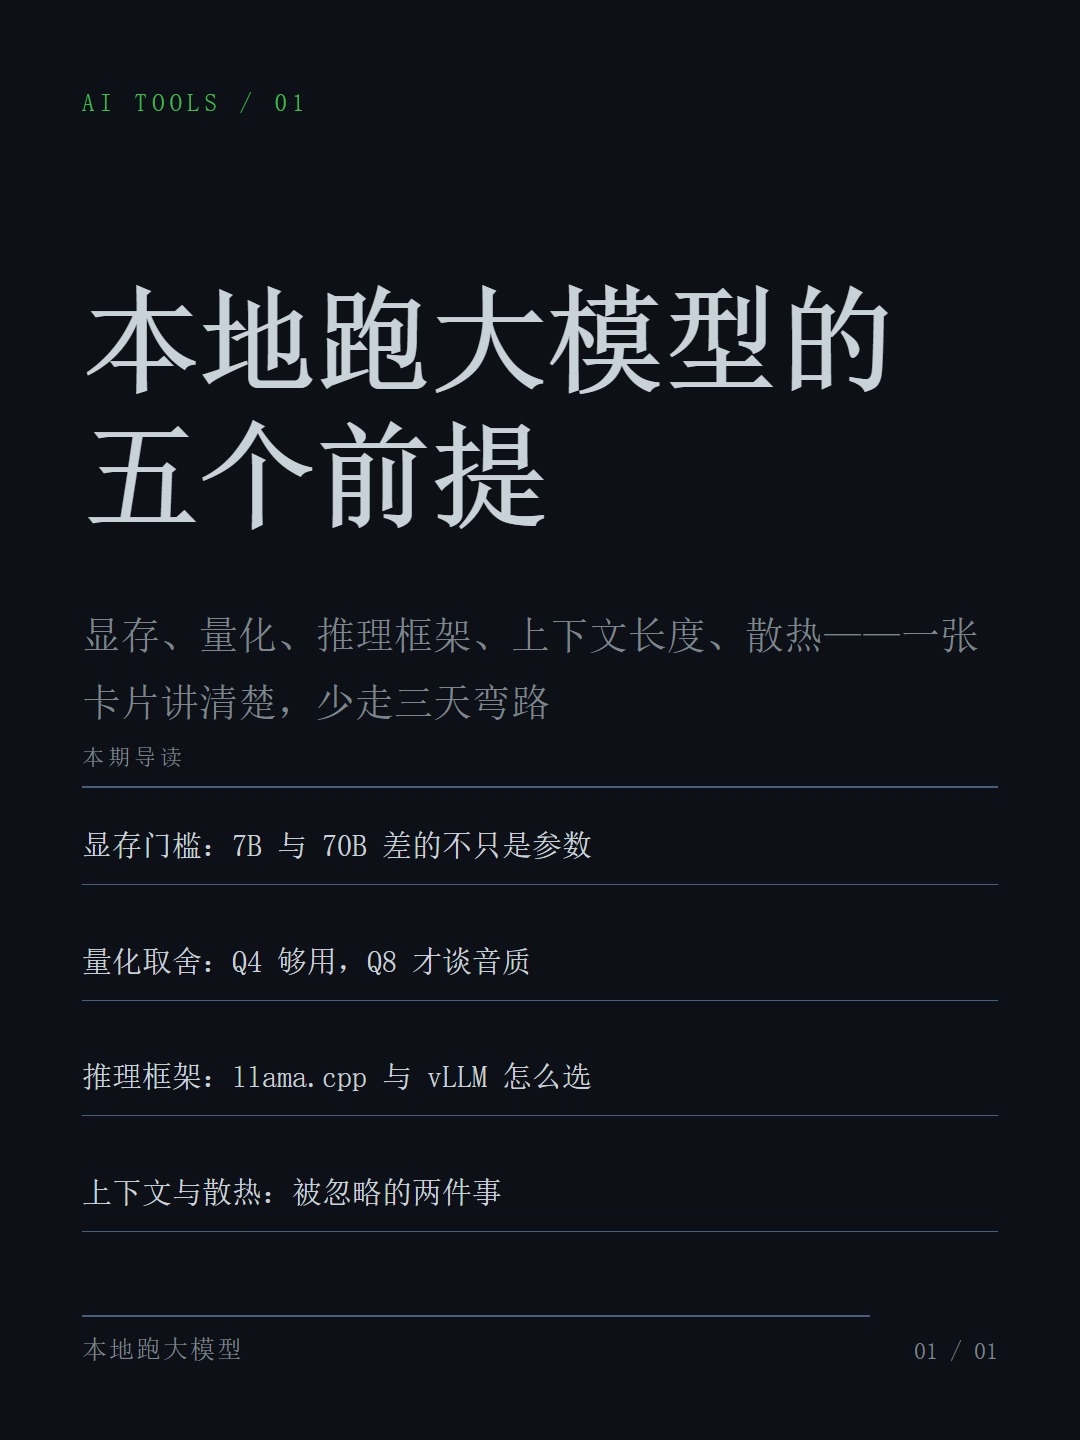 AI TOOLS / 01
本地跑大模型的
五个前提
显存、量化、推理框架、上下文长度、散热——一张
卡片讲清楚，少走三天弯路
本期导读
显存门槛：7B 与 70B 差的不只是参数
量化取舍：Q4 够用，Q8 才谈音质
推理框架：llama.cpp 与 vLLM 怎么选
上下文与散热：被忽略的两件事
本地跑大模型
01 / 01